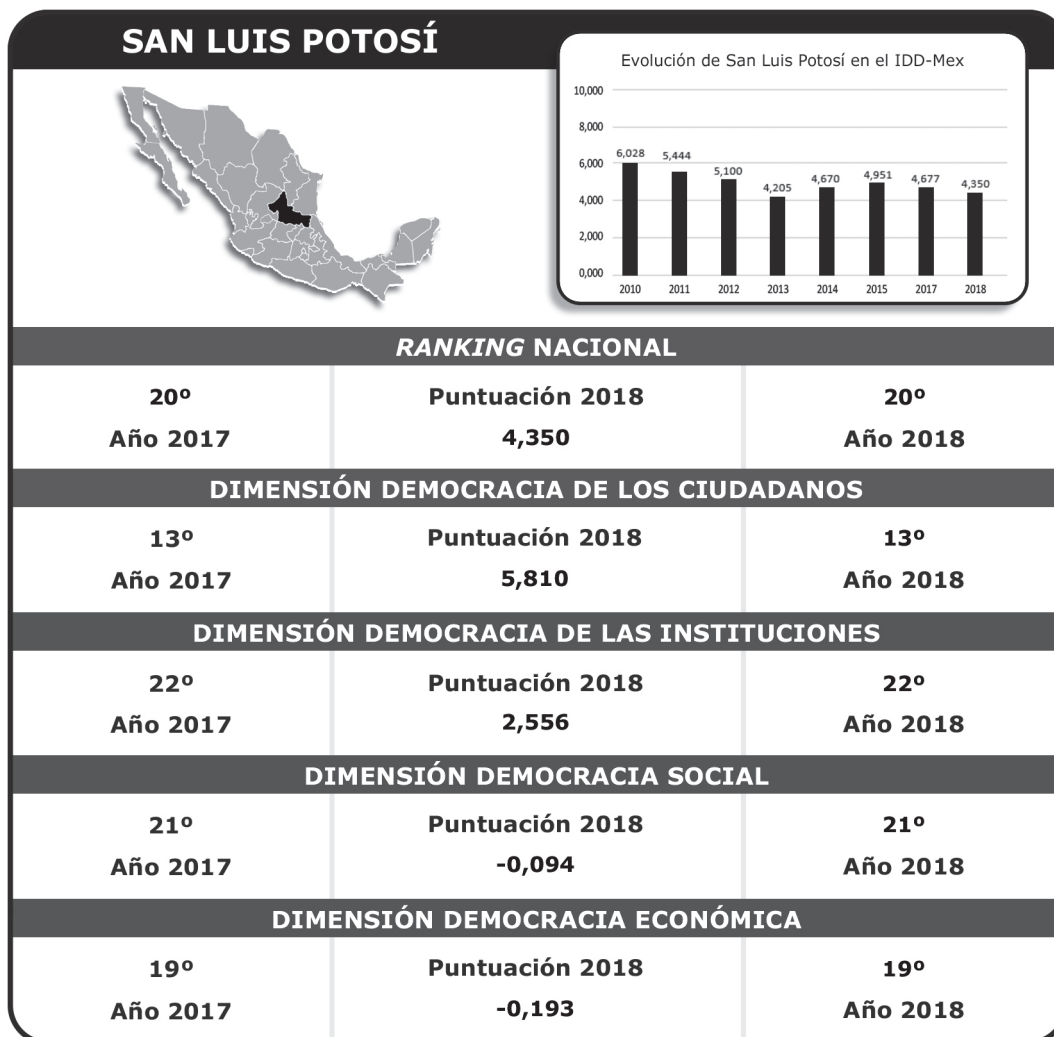 SAN LUIS POTOSÍ
Evolución de San Luis Potosí en el IDD-Mex
10,000
8,000
6,000
4,000
2,000
0,000
6,028
5,444
5,100
4,205
4,670
4,951
4,677
4,350
2010 2011 2012 2013 2014 2015 2017 2018
RANKING NACIONAL
20º Puntuación 2018 20º
Año 2017 4,350 Año 2018
DIMENSIÓN DEMOCRACIA DE LOS CIUDADANOS
13º Puntuación 2018 13º
Año 2017 5,810 Año 2018
DIMENSIÓN DEMOCRACIA DE LAS INSTITUCIONES
22º Puntuación 2018 22º
Año 2017 2,556 Año 2018
DIMENSIÓN DEMOCRACIA SOCIAL
21º Puntuación 2018 21º
Año 2017 -0,094 Año 2018
DIMENSIÓN DEMOCRACIA ECONÓMICA
19º Puntuación 2018 19º
Año 2017 -0,193 Año 2018